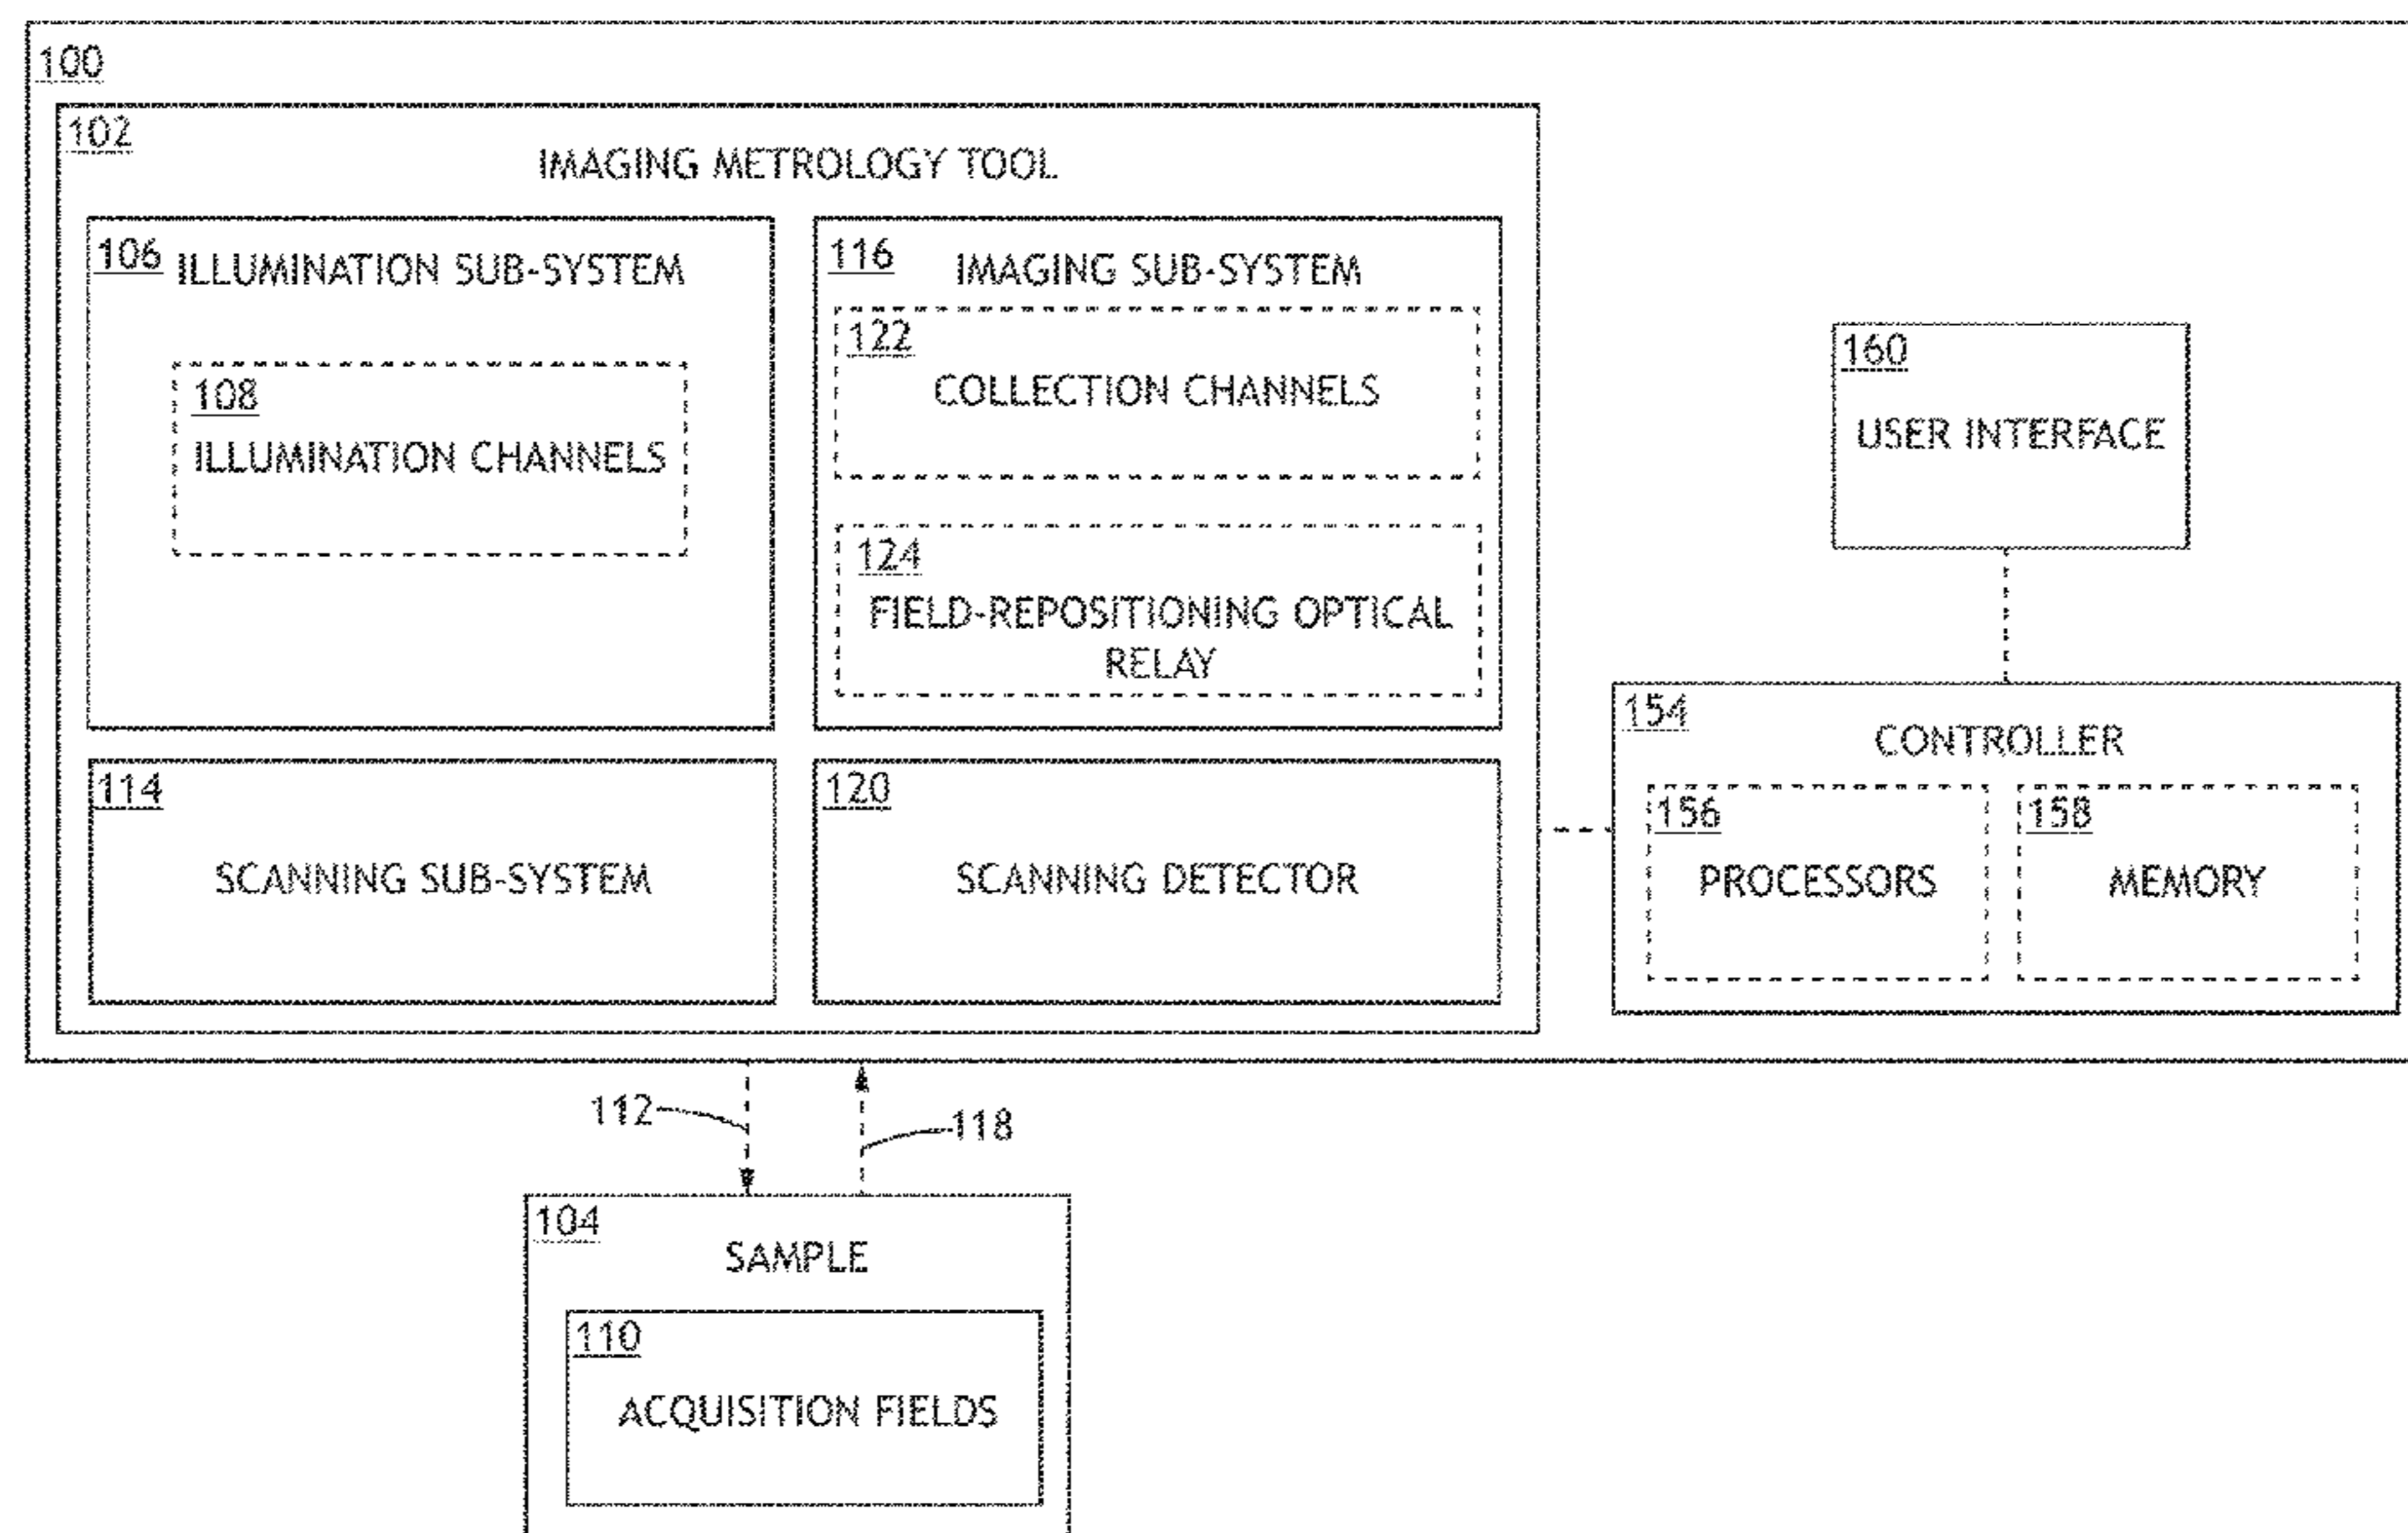 100
102
IMAGING METROLOGY TOOL
106 ILLUMINATION SUB-SYSTEM
108
ILLUMINATION CHANNELS
116 IMAGING SUB-SYSTEM
122
COLLECTION CHANNELS
124
FIELD-REPOSITIONING OPTICAL
RELAY
114
SCANNING SUB-SYSTEM
120
SCANNING DETECTOR
160
USER INTERFACE
154
CONTROLLER
156
PROCESSORS
158
MEMORY
112
118
104
SAMPLE
110
ACQUISITION FIELDS